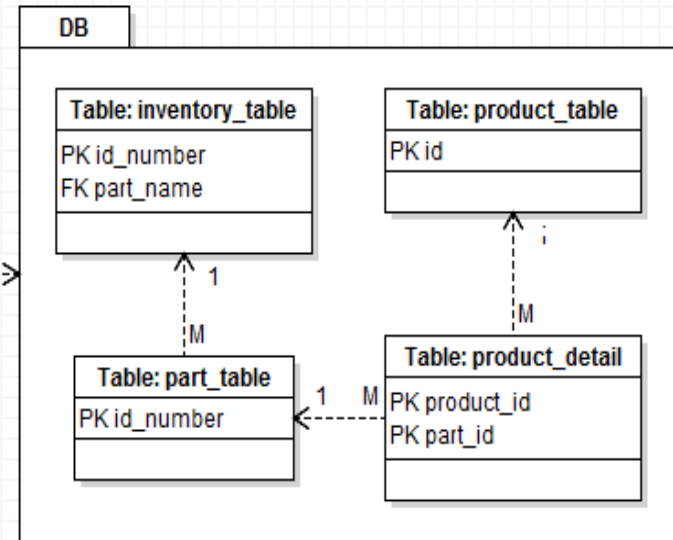 DB
Table: inventory_table
PK id_number
FK part_name
Table: product_table
PK id
1
M
M
Table: part_table
PK id_number
1
M
Table: product_detail
PK product_id
PK part_id